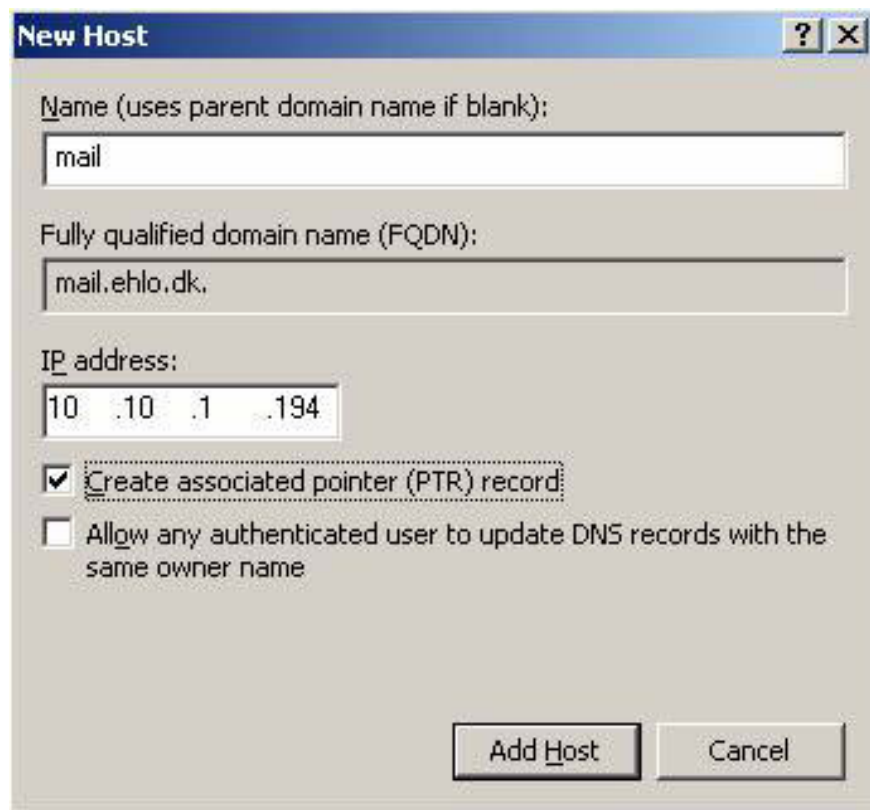 New Host
Name (uses parent domain name if blank):
mail
Fully qualified domain name (FQDN):
mail.ehlo.dk.
IP address:
10 .10 .1 .194
Create associated pointer (PTR) record
Allow any authenticated user to update DNS records with the
same owner name
Add Host Cancel